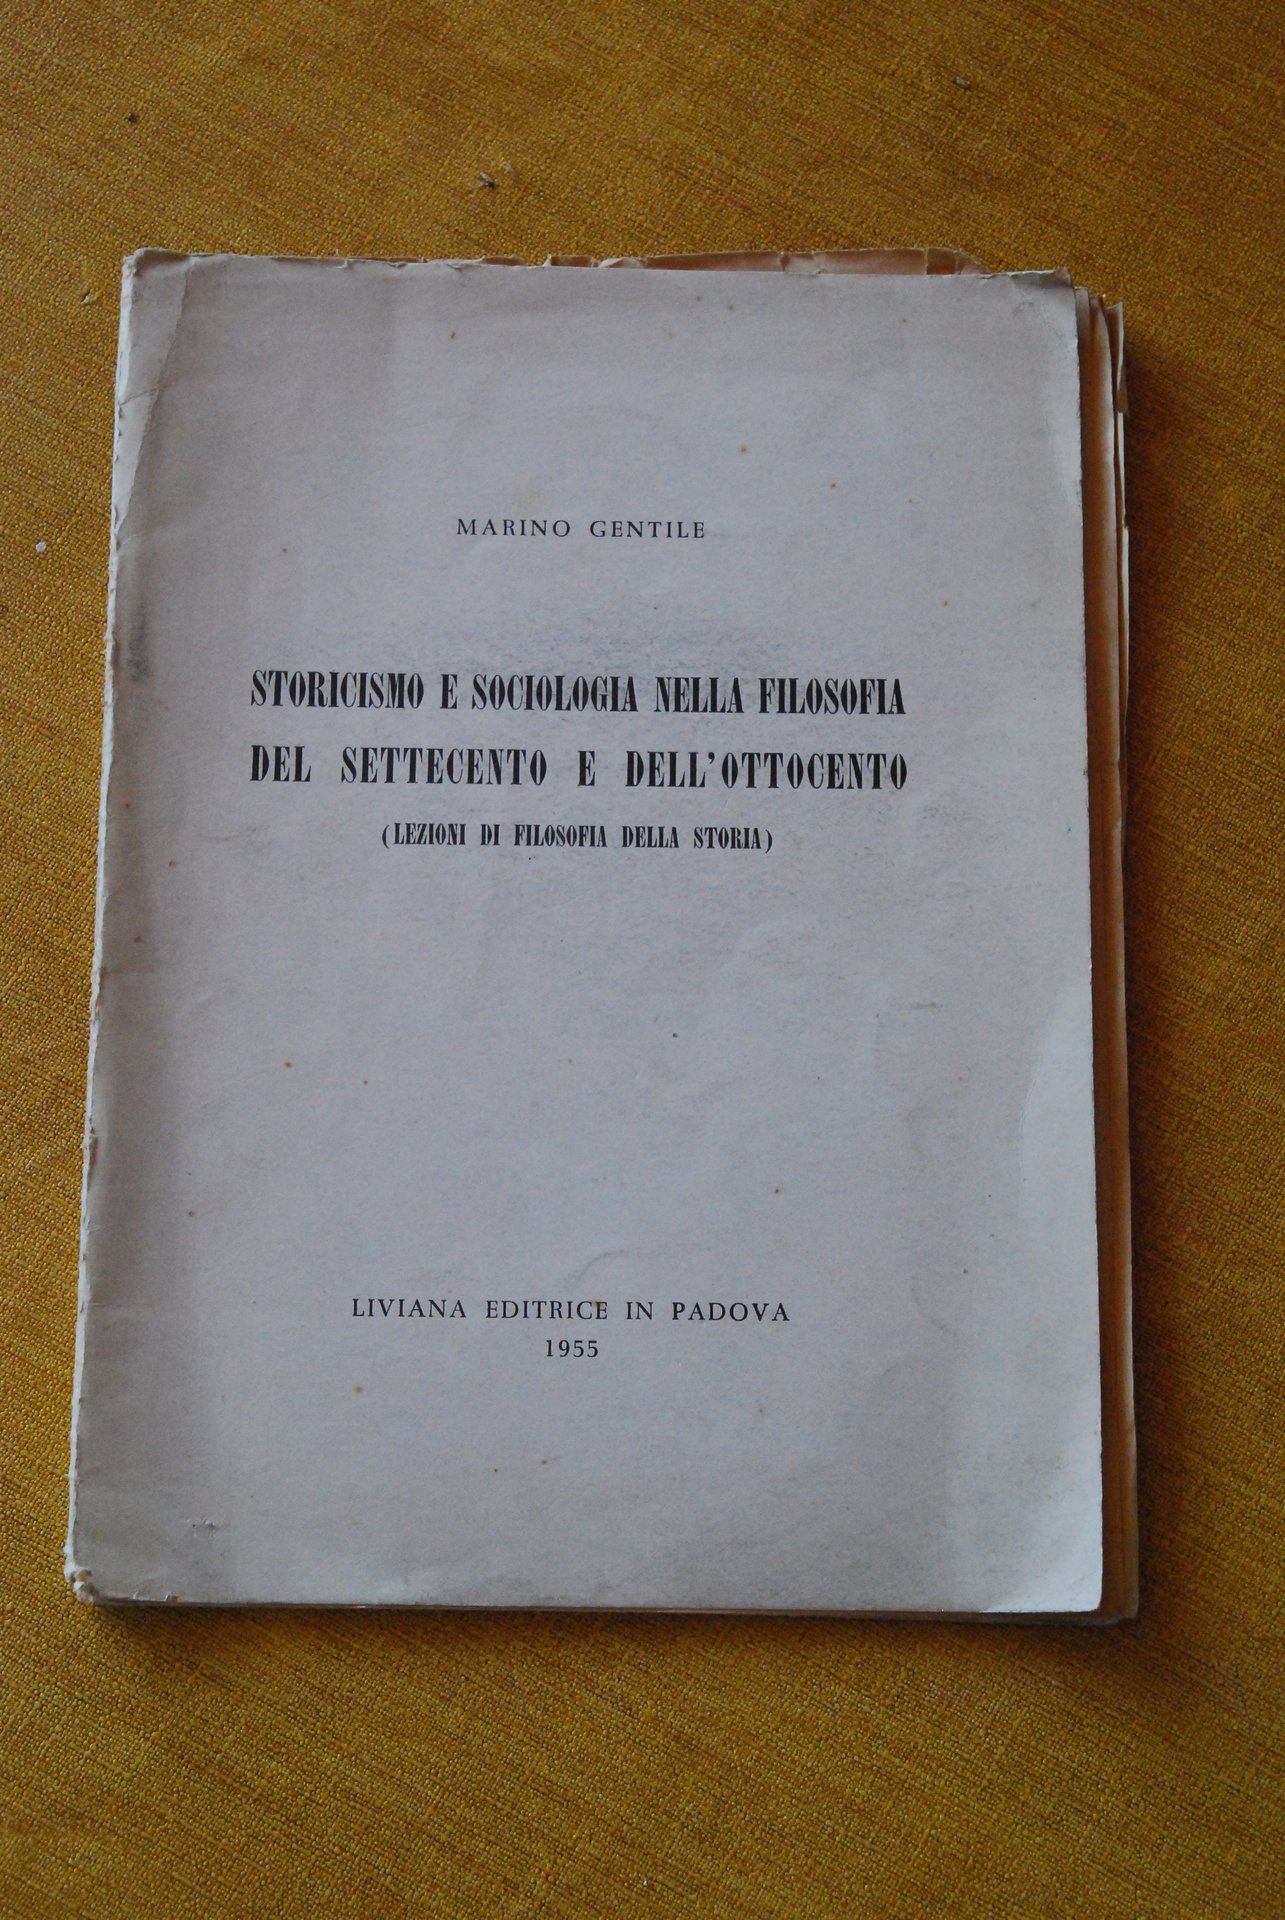 MARINO GENTILE
STORICISMO E SOCIOLOGIA NELLA FILOSOFIA
DEL SETTECENTO E DELL'OTTOCENTO
(LEZIONI DI FILOSOFIA DELLA STORIA)
LIVIANA EDITRICE IN PADOVA
1955